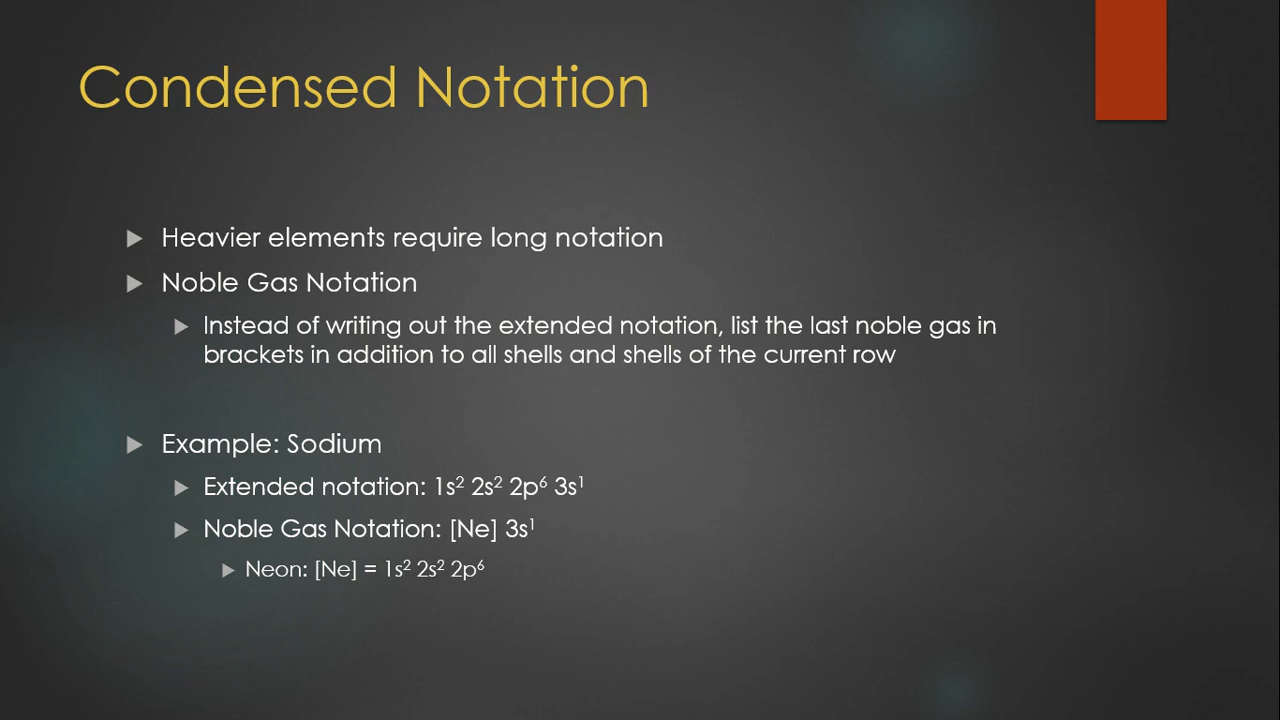 Condensed Notation
Heavier elements require long notation
Noble Gas Notation
Instead of writing out the extended notation, list the last noble gas in
brackets in addition to all shells and shells of the current row
Example: Sodium
Extended notation: 1s² 2s² 2p⁶ 3s¹
Noble Gas Notation: [Ne] 3s¹
Neon: [Ne] = 1s² 2s² 2p⁶